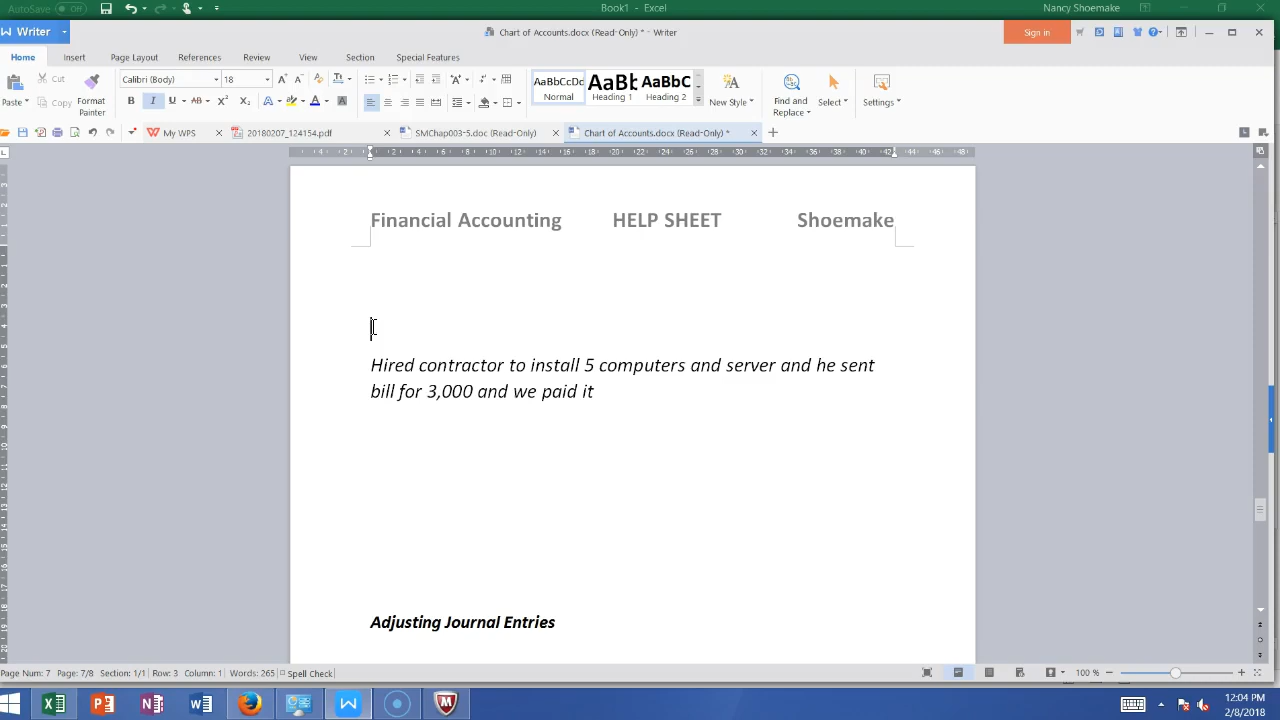 AutoSave Off
Book1 - Excel
Nancy Shoemake
Writer
Chart of Accounts.docx (Read-Only) * - Writer
Sign in
Home Insert Page Layout References Review View Section Special Features
Cut
Copy
Paste
Format
Painter
Calibri (Body) 18
AaBbCcDd
Normal
AaBb
Heading 1
AaBbC
Heading 2
New Style
Find and
Replace
Select
Settings
My WPS
20180207_124154.pdf
SMChap003-5.doc (Read-Only)
Chart of Accounts.docx (Read-Only) *
Financial Accounting HELP SHEET Shoemake
Hired contractor to install 5 computers and server and he sent
bill for 3,000 and we paid it
Adjusting Journal Entries
Page Num: 7 Page: 7/8 Section: 1/1 Row: 3 Column: 1 Words: 265 Spell Check
100 %
12:04 PM
2/8/2018